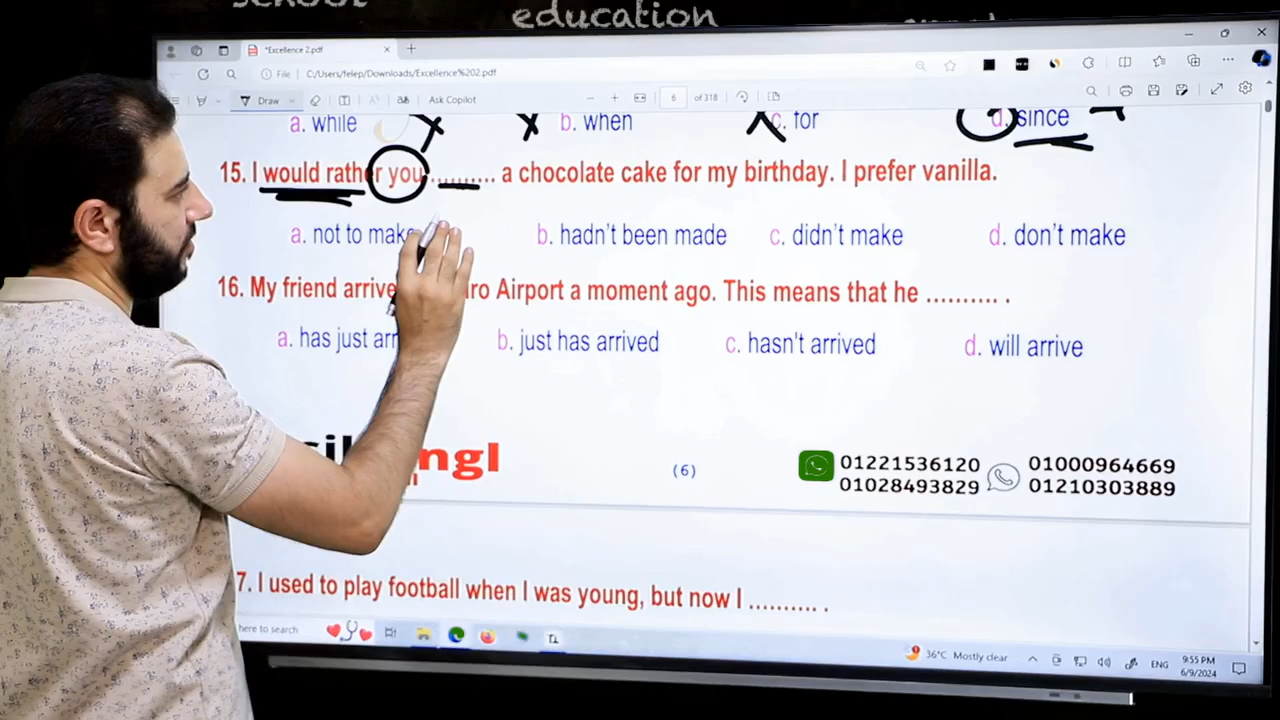 education
*Excellence 2.pdf
File C:/Users/felep/Downloads/Excellence%202.pdf
Draw Ask Copilot 6 of 318
a. while b. when c. for d. since
15. I would rather you .......... a chocolate cake for my birthday. I prefer vanilla.
a. not to make b. hadn't been made c. didn't make d. don't make
16. My friend arrive ro Airport a moment ago. This means that he .......... .
a. has just arr b. just has arrived c. hasn't arrived d. will arrive
ngl
(6)
01221536120 01000964669
01028493829 01210303889
7. I used to play football when I was young, but now I .......... .
here to search
36°C Mostly clear ENG 9:55 PM
6/9/2024